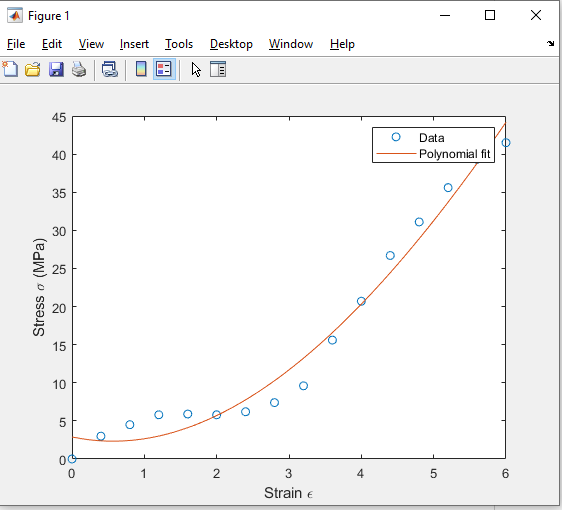 Figure 1
File Edit View Insert Tools Desktop Window Help
Data
Polynomial fit
45
40
35
30
25
20
15
10
5
0
Stress σ (MPa)
0 1 2 3 4 5 6
Strain ϵ